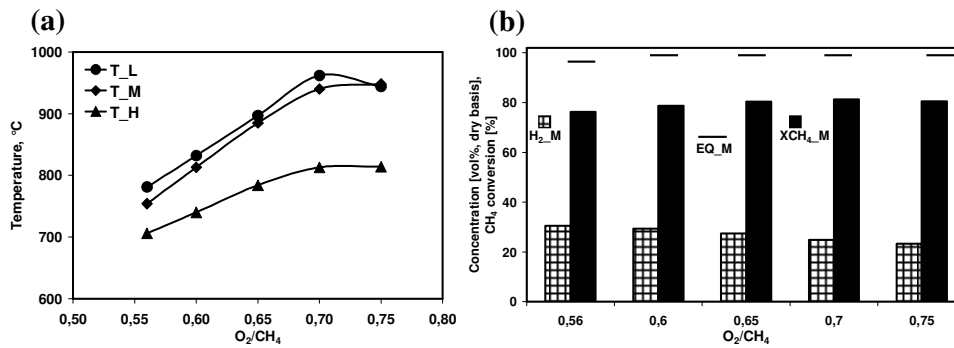 (a)
1000
900
800
700
600
Temperature, °C
T_L
T_M
T_H
0,50 0,55 0,60 0,65 0,70 0,75 0,80
O₂/CH₄
(b)
100
80
60
40
20
0
Concentration [vol%, dry basis],
CH₄ conversion [%]
H₂_M
EQ_M
XCH₄_M
0,56 0,6 0,65 0,7 0,75
O₂/CH₄